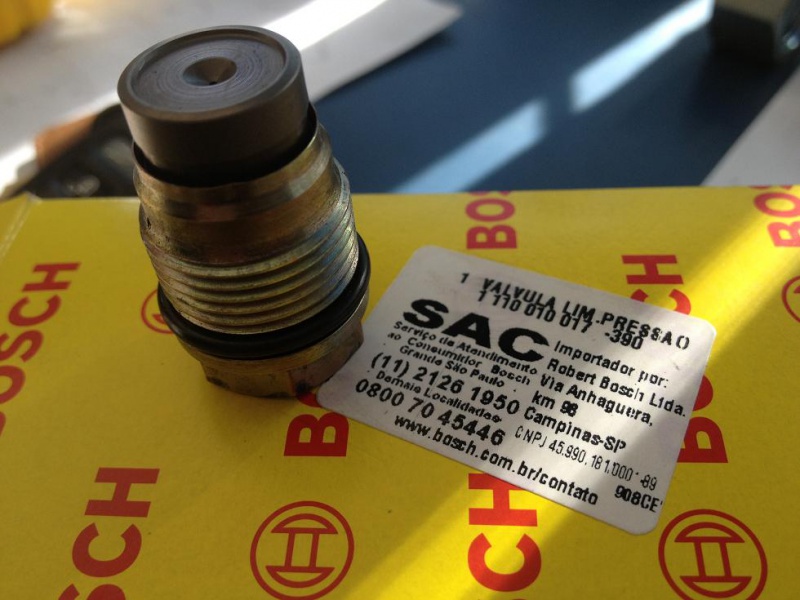 BOSCH
BOSCH
BOSCH
BOSCH
BOSCH
1 VALVULA LIM-PRESSAO
1 110 010 017 -390
SAC
Serviço de Atendimento
ao Consumidor Bosch
Grande São Paulo
(11) 2126 1950
Demais Localidades
0800 70 45446
www.bosch.com.br/contato
Importador por:
Robert Bosch Ltda.
Via Anhaguera,
km 98
Campinas-SP
CNPJ 45.990.181/0001-89
908CE